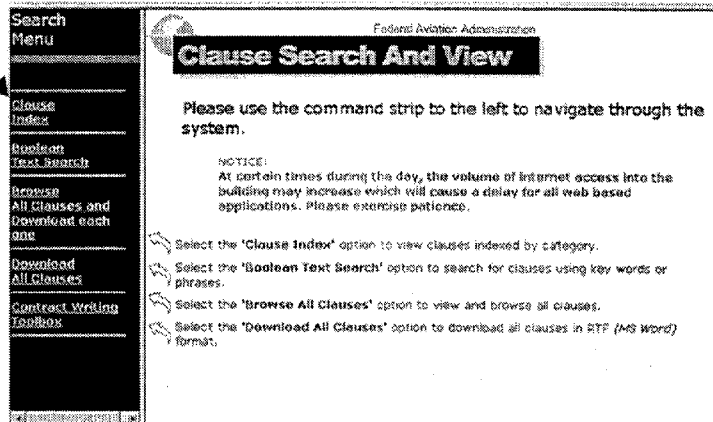 Search
Menu
Clause
Index
Boolean
Text Search
Browse
All Clauses and
Download each
one
Download
All Clauses
Contract Writing
Toolbox
Federal Aviation Administration
Clause Search And View
Please use the command strip to the left to navigate through the
system.
NOTICE:
At certain times during the day, the volume of internet access into the
building may increase which will cause a delay for all web based
applications. Please exercise patience.
Select the 'Clause Index' option to view clauses indexed by category.
Select the 'Boolean Text Search' option to search for clauses using key words or
phrases.
Select the 'Browse All Clauses' option to view and browse all clauses.
Select the 'Download All Clauses' option to download all clauses in RTF (MS Word)
format.